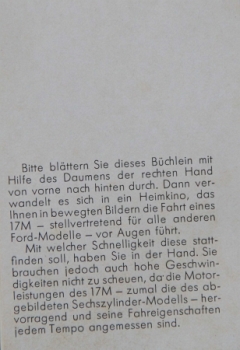 Bitte blättern Sie dieses Büchlein mit
Hilfe des Daumens der rechten Hand
von vorne nach hinten durch. Dann ver-
wandelt es sich in ein Heimkino, das
Ihnen in bewegten Bildern die Fahrt eines
17M – stellvertretend für alle anderen
Ford-Modelle – vor Augen führt.
Mit welcher Schnelligkeit diese statt-
finden soll, haben Sie in der Hand. Sie
brauchen jedoch auch hohe Geschwin-
digkeiten nicht zu scheuen, da die Motor-
leistungen des 17M – zumal die des ab-
gebildeten Sechszylinder-Modells – her-
vorragend und seine Fahreigenschaften
jedem Tempo angemessen sind.